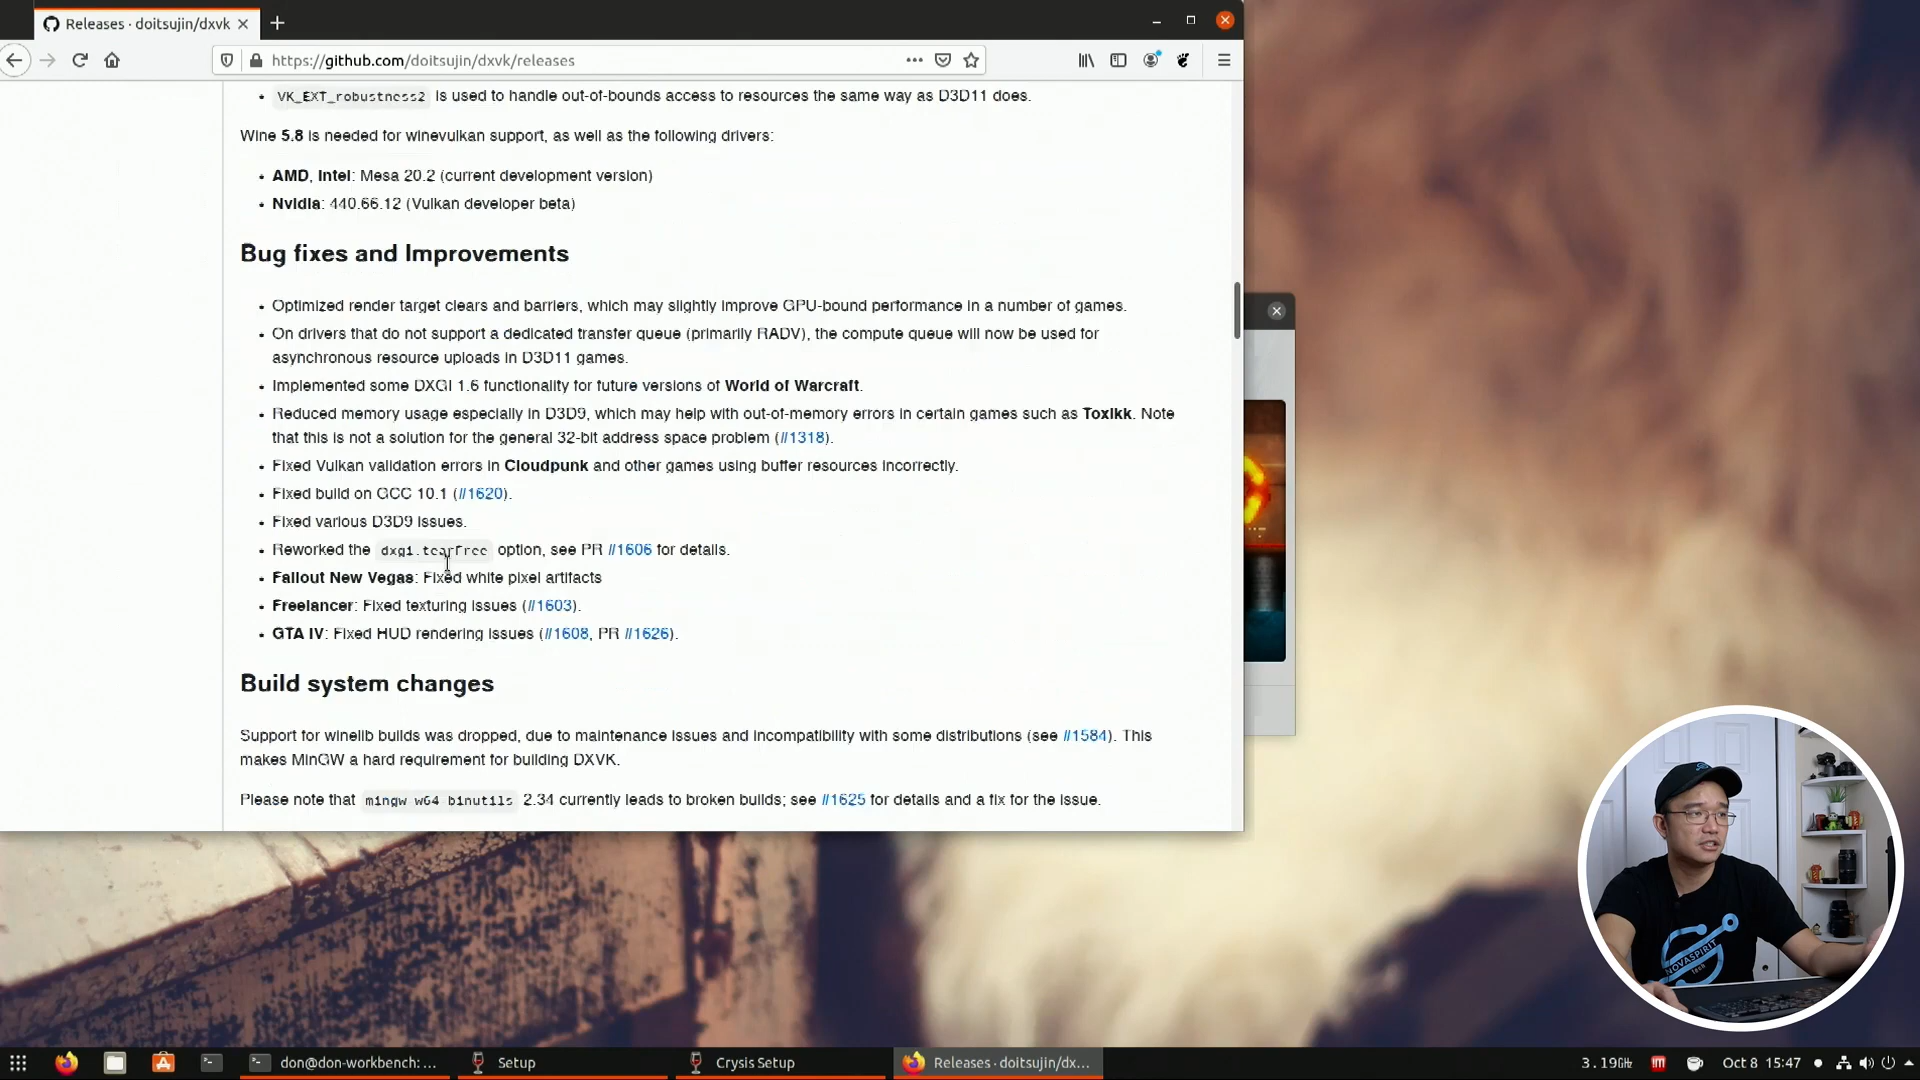 Releases · doitsujin/dxvk
https://github.com/doitsujin/dxvk/releases
VK_EXT_robustness2 is used to handle out-of-bounds access to resources the same way as D3D11 does.
Wine 5.8 is needed for winevulkan support, as well as the following drivers:
AMD, Intel: Mesa 20.2 (current development version)
Nvidia: 440.66.12 (Vulkan developer beta)
Bug fixes and Improvements
Optimized render target clears and barriers, which may slightly improve GPU-bound performance in a number of games.
On drivers that do not support a dedicated transfer queue (primarily RADV), the compute queue will now be used for
asynchronous resource uploads in D3D11 games.
Implemented some DXGI 1.6 functionality for future versions of World of Warcraft.
Reduced memory usage especially in D3D9, which may help with out-of-memory errors in certain games such as Toxikk. Note
that this is not a solution for the general 32-bit address space problem (#1318).
Fixed Vulkan validation errors in Cloudpunk and other games using buffer resources incorrectly.
Fixed build on GCC 10.1 (#1620).
Fixed various D3D9 issues.
Reworked the dxgi.tearFree option, see PR #1606 for details.
Fallout New Vegas: Fixed white pixel artifacts
Freelancer: Fixed texturing issues (#1603).
GTA IV: Fixed HUD rendering issues (#1608, PR #1626).
Build system changes
Support for winelib builds was dropped, due to maintenance issues and incompatibility with some distributions (see #1584). This
makes MinGW a hard requirement for building DXVK.
Please note that mingw-w64-binutils 2.34 currently leads to broken builds; see #1625 for details and a fix for the issue.
NOVASPIRIT
TECH
don@don-workbench: ...
Setup
Crysis Setup
Releases · doitsujin/dx...
3.19GHz
Oct 8 15:47